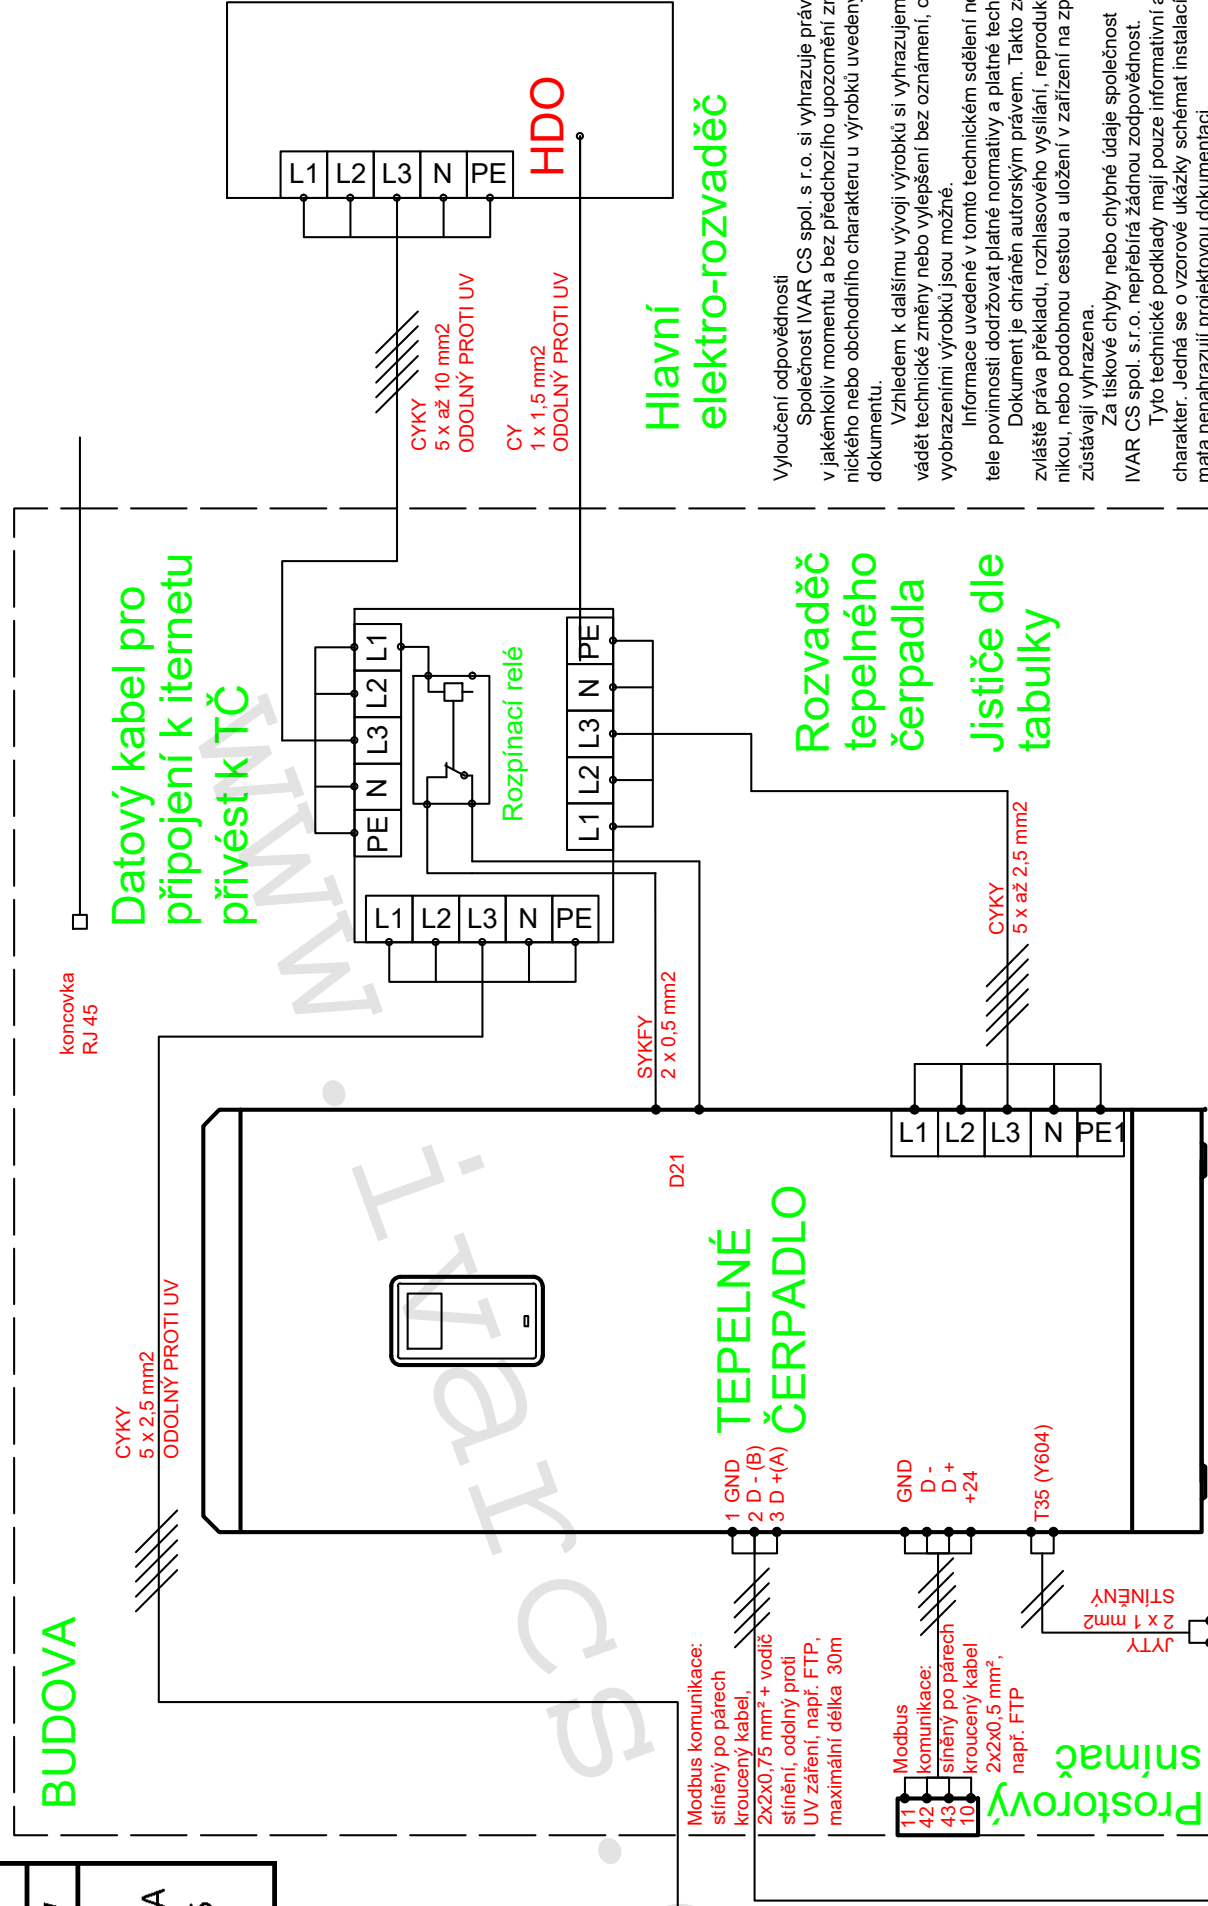 BUDOVA
CYKY
5 x 2,5 mm2
ODOLNÝ PROTI UV
koncovka
RJ 45
Datový kabel pro
připojení k iternetu
přivést k TČ
L1
L2
L3
N
PE
HDO
Hlavní
elektro-rozvaděč
CYKY
5 x až 10 mm2
ODOLNÝ PROTI UV
CY
1 x 1,5 mm2
ODOLNÝ PROTI UV
PE
N
L3
L2
L1
Rozpínací relé
L1
L2
L3
N
PE
L1
L2
L3
N
PE
Rozvaděč
tepelného
čerpadla
Jističe dle
tabulky
SYKFY
2 x 0,5 mm2
CYKY
5 x až 2,5 mm2
D21
L1
L2
L3
N
PE1
TEPELNÉ
ČERPADLO
1 GND
2 D - (B)
3 D +(A)
GND
D -
D +
+24
T35 (Y604)
Modbus komunikace:
stíněný po párech
kroucený kabel,
2x2x0,75 mm² + vodič
stínění, odolný proti
UV záření, např. FTP,
maximální délka 30m
Modbus
komunikace:
síněný po párech
kroucený kabel
2x2x0,5 mm²,
např. FTP
11
42
43
10
JYTY
2 x 1 mm2
STÍNĚNÝ
Prostorový
snímač
Vyloučení odpovědnosti
Společnost IVAR CS spol. s r.o. si vyhrazuje práv
v jakémkoliv momentu a bez předchozího upozornění
nického nebo obchodního charakteru u výrobků
dokumentu.
Vzhledem k dalšímu vývoji výrobků si vyhrazujem
vádět technické změny nebo vylepšení bez oznámení,
vyobrazeními výrobků jsou možné.
Informace uvedené v tomto technickém sdělení
tele povinnosti dodržovat platné normativy a platné
Dokument je chráněn autorským právem. Takto
zvláště práva překladu, rozhlasového vysílání,
nikou, nebo podobnou cestou a uložení v zařízení na
zůstávají vyhrazena.
Za tiskové chyby nebo chybné údaje společnost
IVAR CS spol. s.r.o. nepřebírá žádnou zodpovědnost.
Tyto technické podklady mají pouze informativní a
charakter. Jedná se o vzorové ukázky schémat instalací
mata nenahrazují projektovou dokumentaci
www.ivarcs.